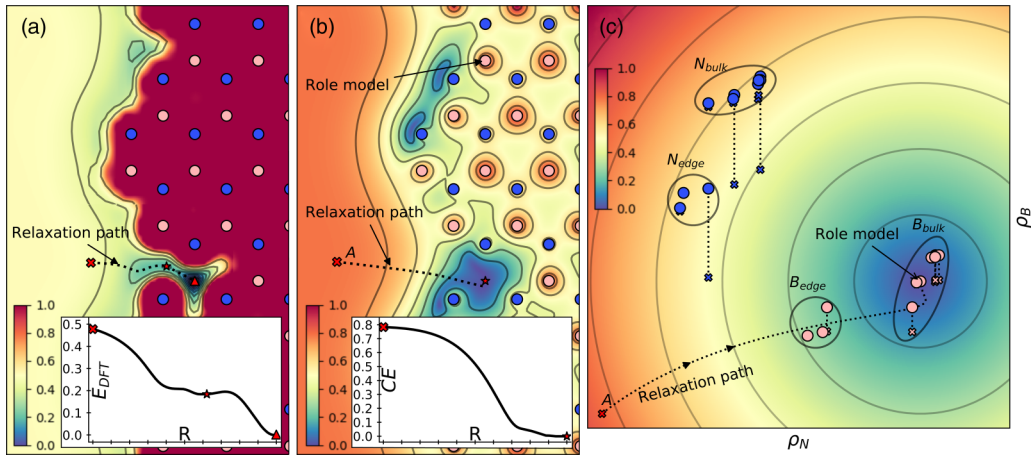 (a)
Relaxation path
1.0
0.8
0.6
0.4
0.2
0.0
0.5
0.4
0.3
0.2
0.1
0.0
E_DFT
R
(b)
Role model
Relaxation path
A
1.0
0.8
0.6
0.4
0.2
0.0
0.8
0.7
0.6
0.5
0.4
0.3
0.2
0.1
0.0
CE
R
(c)
1.0
0.8
0.6
0.4
0.2
0.0
N_bulk
N_edge
B_bulk
Role model
B_edge
Relaxation path
A
ρ_N
ρ_B